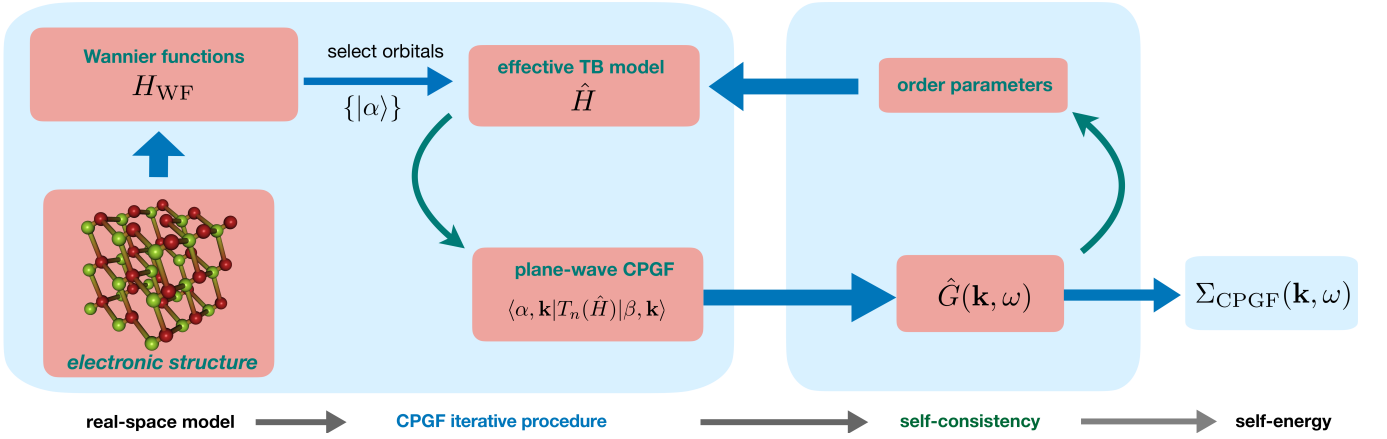 Wannier functions
H_WF
select orbitals
{|α⟩}
effective TB model
Ĥ
order parameters
electronic structure
plane-wave CPGF
⟨α, k|T_n(Ĥ)|β, k⟩
Ĝ(k, ω)
Σ_CPGF(k, ω)
real-space model
CPGF iterative procedure
self-consistency
self-energy